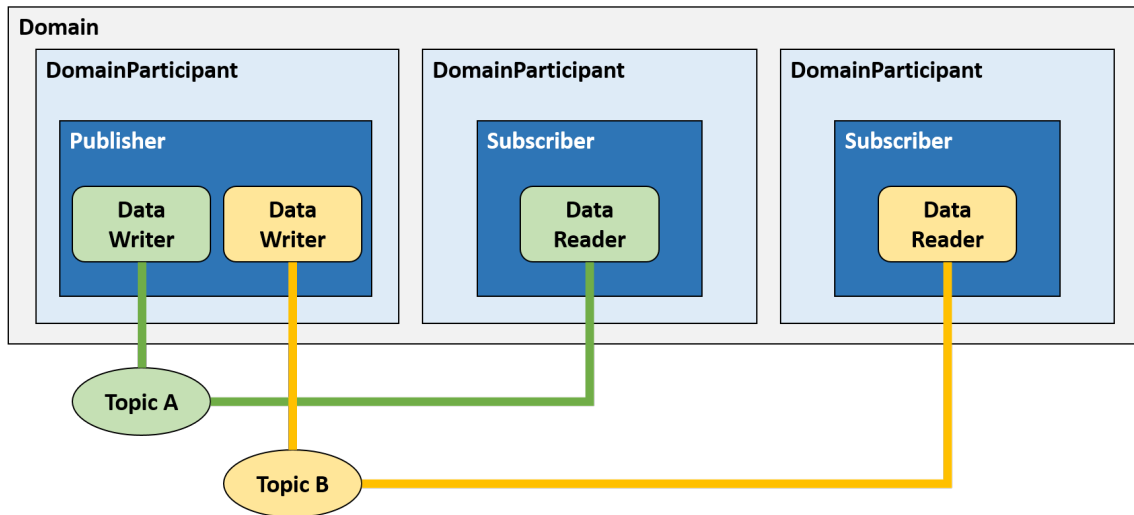 Domain
DomainParticipant
Publisher
Data
Writer
Data
Writer
DomainParticipant
Subscriber
Data
Reader
DomainParticipant
Subscriber
Data
Reader
Topic A
Topic B